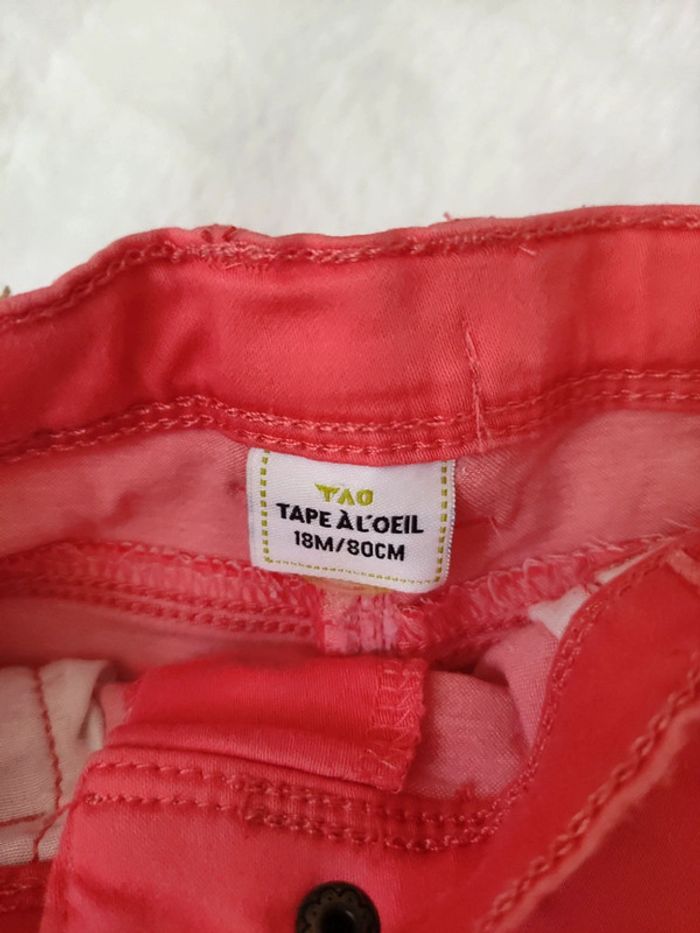 TAO
TAPE À L'OEIL
18M/80CM